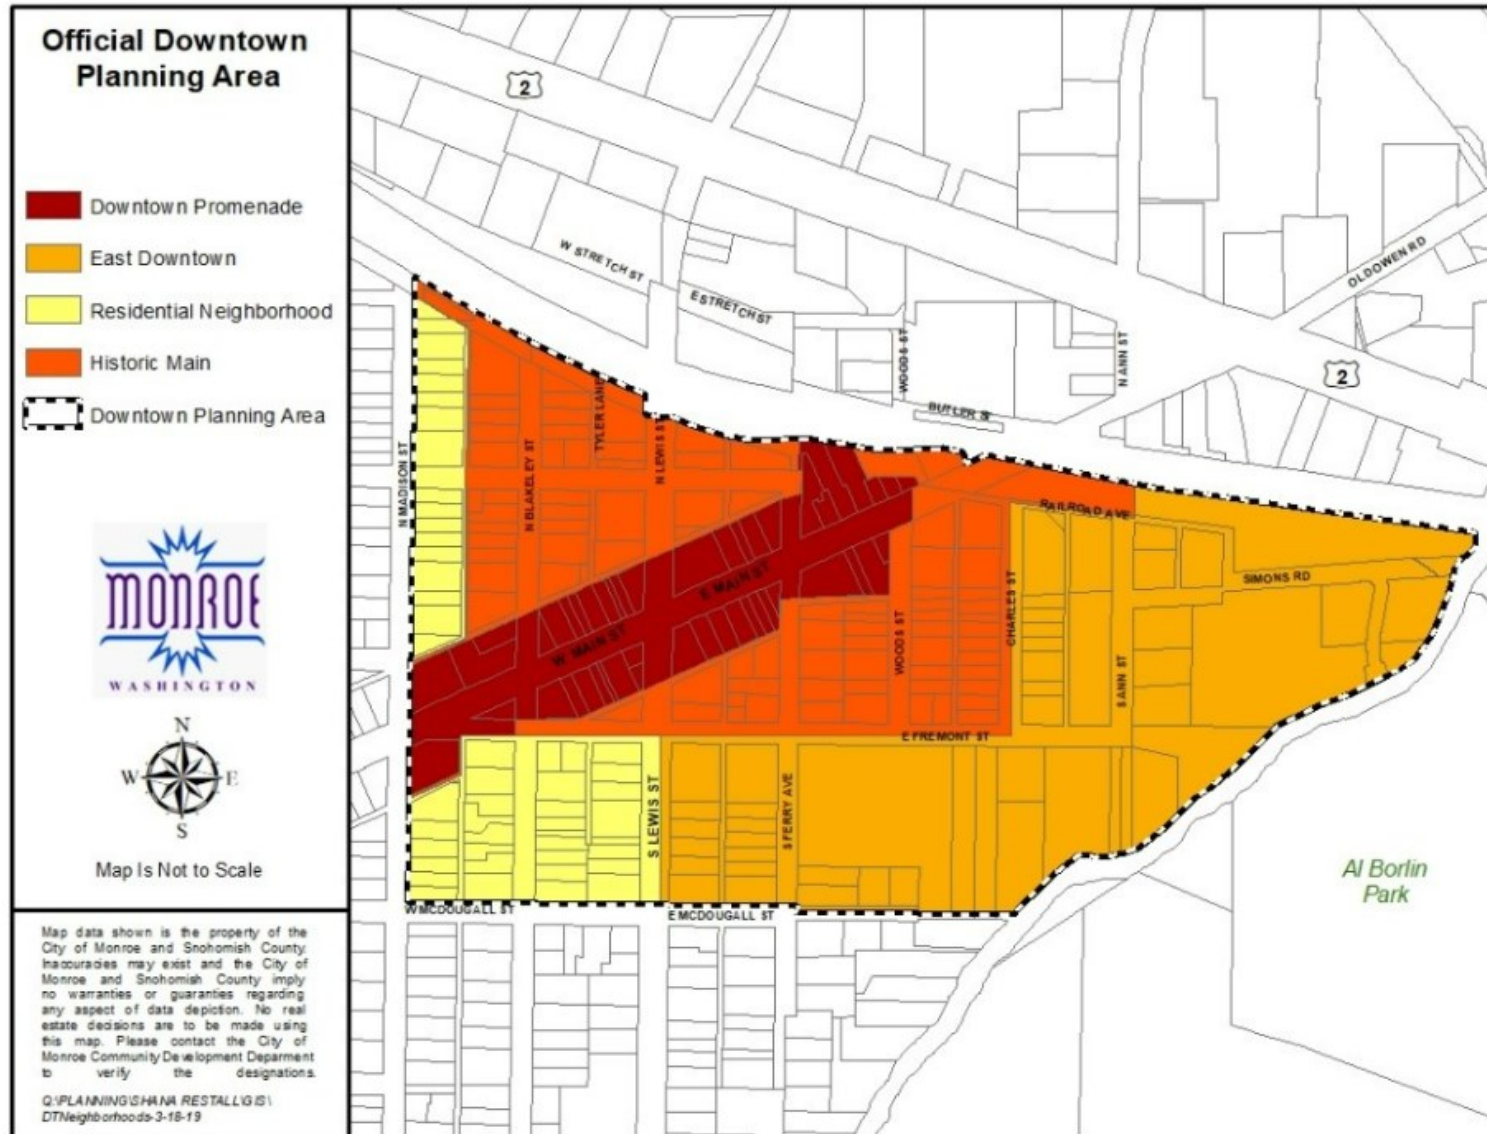 Official Downtown
Planning Area
Downtown Promenade
East Downtown
Residential Neighborhood
Historic Main
Downtown Planning Area
MONROE
WASHINGTON
N
W
E
S
Map Is Not to Scale
Map data shown is the property of the
City of Monroe and Snohomish County.
Inaccuracies may exist and the City of
Monroe and Snohomish County imply
no warranties or guaranties regarding
any aspect of data depiction. No real
estate decisions are to be made using
this map. Please contact the City of
Monroe Community Development Deparment
to verify the designations.
Q:\PLANNING\SHANA RESTALL\GIS\
DTNeighborhoods-3-18-19
2
W STRETCH ST
E STRETCH ST
OLD OWEN RD
WOODS ST
N ANN ST
2
BUTLER ST
TYLER LANE
N LEWIS ST
N BLAKELEY ST
N MADISON ST
RAILROAD AVE
SIMONS RD
E MAIN ST
W MAIN ST
CHARLES ST
WOODS ST
S ANN ST
E FREMONT ST
S LEWIS ST
S FERRY AVE
W MCDOUGALL ST
E MCDOUGALL ST
Al Borlin
Park